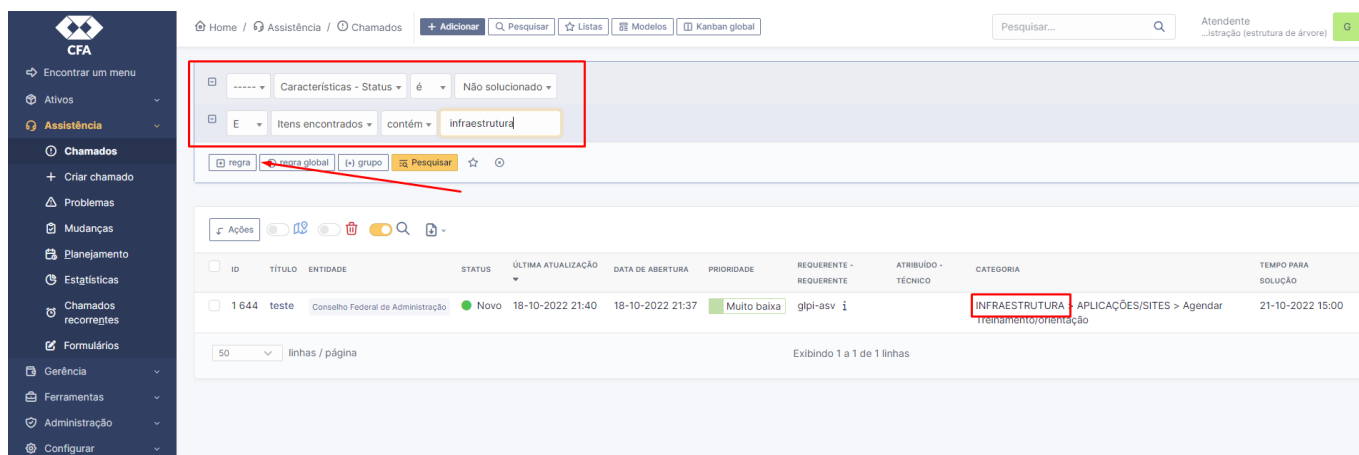 CFA
Encontrar um menu
Ativos
Assistência
Chamados
Criar chamado
Problemas
Mudanças
Planejamento
Estatísticas
Chamados
recorrentes
Formulários
Gerência
Ferramentas
Administração
Configurar
Home / Assistência / Chamados + Adicionar Pesquisar Listas Modelos Kanban global
Pesquisar...
Atendente
...istração (estrutura de árvore)
G
----- Características - Status é Não solucionado
E Itens encontrados contém infraestrutura
regra regra global (+) grupo Pesquisar
Ações
ID TÍTULO ENTIDADE STATUS ÚLTIMA ATUALIZAÇÃO DATA DE ABERTURA PRIORIDADE REQUERENTE - REQUERENTE ATRIBUÍDO - TÉCNICO CATEGORIA TEMPO PARA SOLUÇÃO
1 644 teste Conselho Federal de Administração Novo 18-10-2022 21:40 18-10-2022 21:37 Muito baixa glpi-asv i INFRAESTRUTURA > APLICAÇÕES/SITES > Agendar 21-10-2022 15:00
Treinamento/orientação
50 linhas / página Exibindo 1 a 1 de 1 linhas